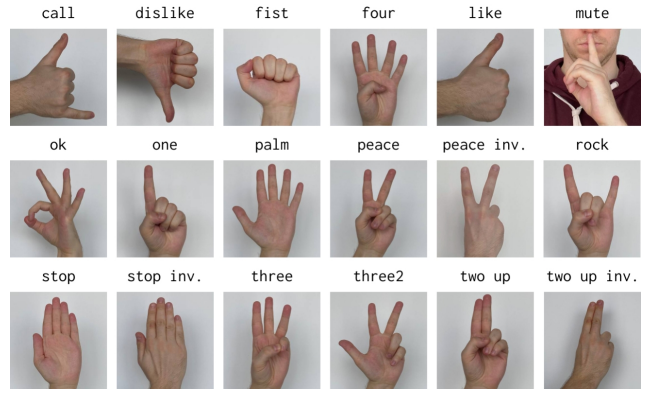 call dislike fist four like mute
ok one palm peace peace inv. rock
stop stop inv. three three2 two up two up inv.